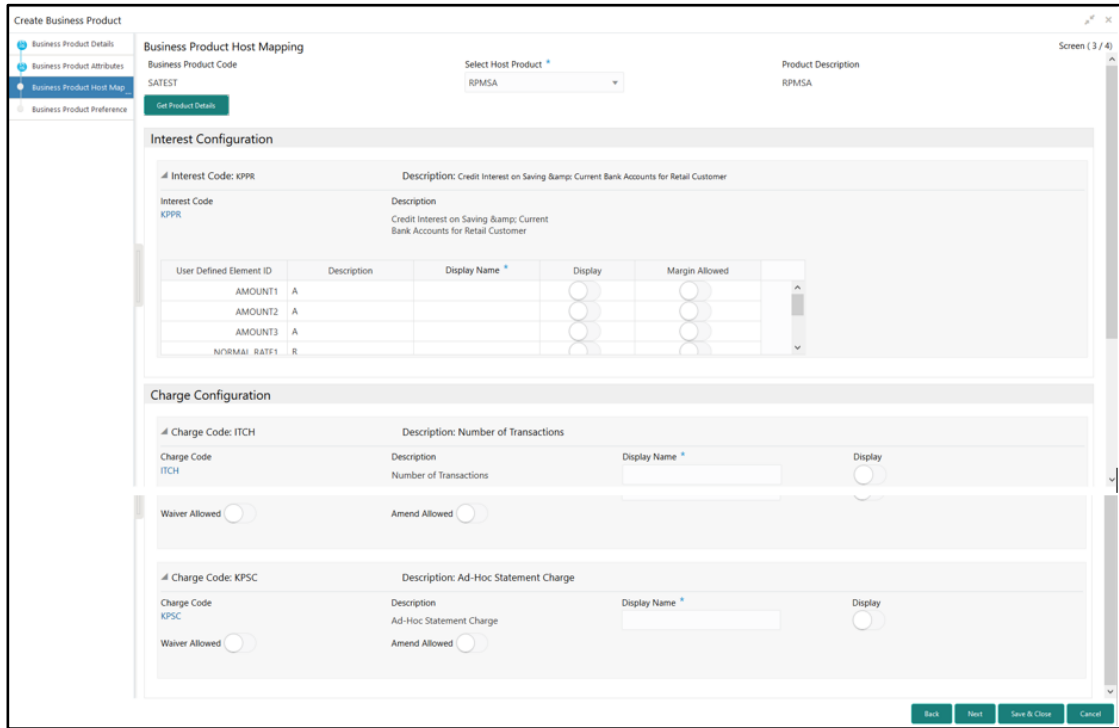 Create Business Product
Business Product Details
Business Product Attributes
Business Product Host Map...
Business Product Preference
Business Product Host Mapping
Screen ( 3 / 4)
Business Product Code
Select Host Product *
Product Description
SATEST
RPMSA
RPMSA
Get Product Details
Interest Configuration
Interest Code: KPPR
Description: Credit Interest on Saving &amp; Current Bank Accounts for Retail Customer
Interest Code
Description
KPPR
Credit Interest on Saving &amp; Current
Bank Accounts for Retail Customer
User Defined Element ID Description Display Name * Display Margin Allowed
AMOUNT1 A
AMOUNT2 A
AMOUNT3 A
NORMAL_RATE1 R
Charge Configuration
Charge Code: ITCH
Description: Number of Transactions
Charge Code Description Display Name * Display
ITCH
Number of Transactions
Waiver Allowed
Amend Allowed
Charge Code: KPSC
Description: Ad-Hoc Statement Charge
Charge Code Description Display Name * Display
KPSC
Ad-Hoc Statement Charge
Waiver Allowed
Amend Allowed
Back Next Save & Close Cancel